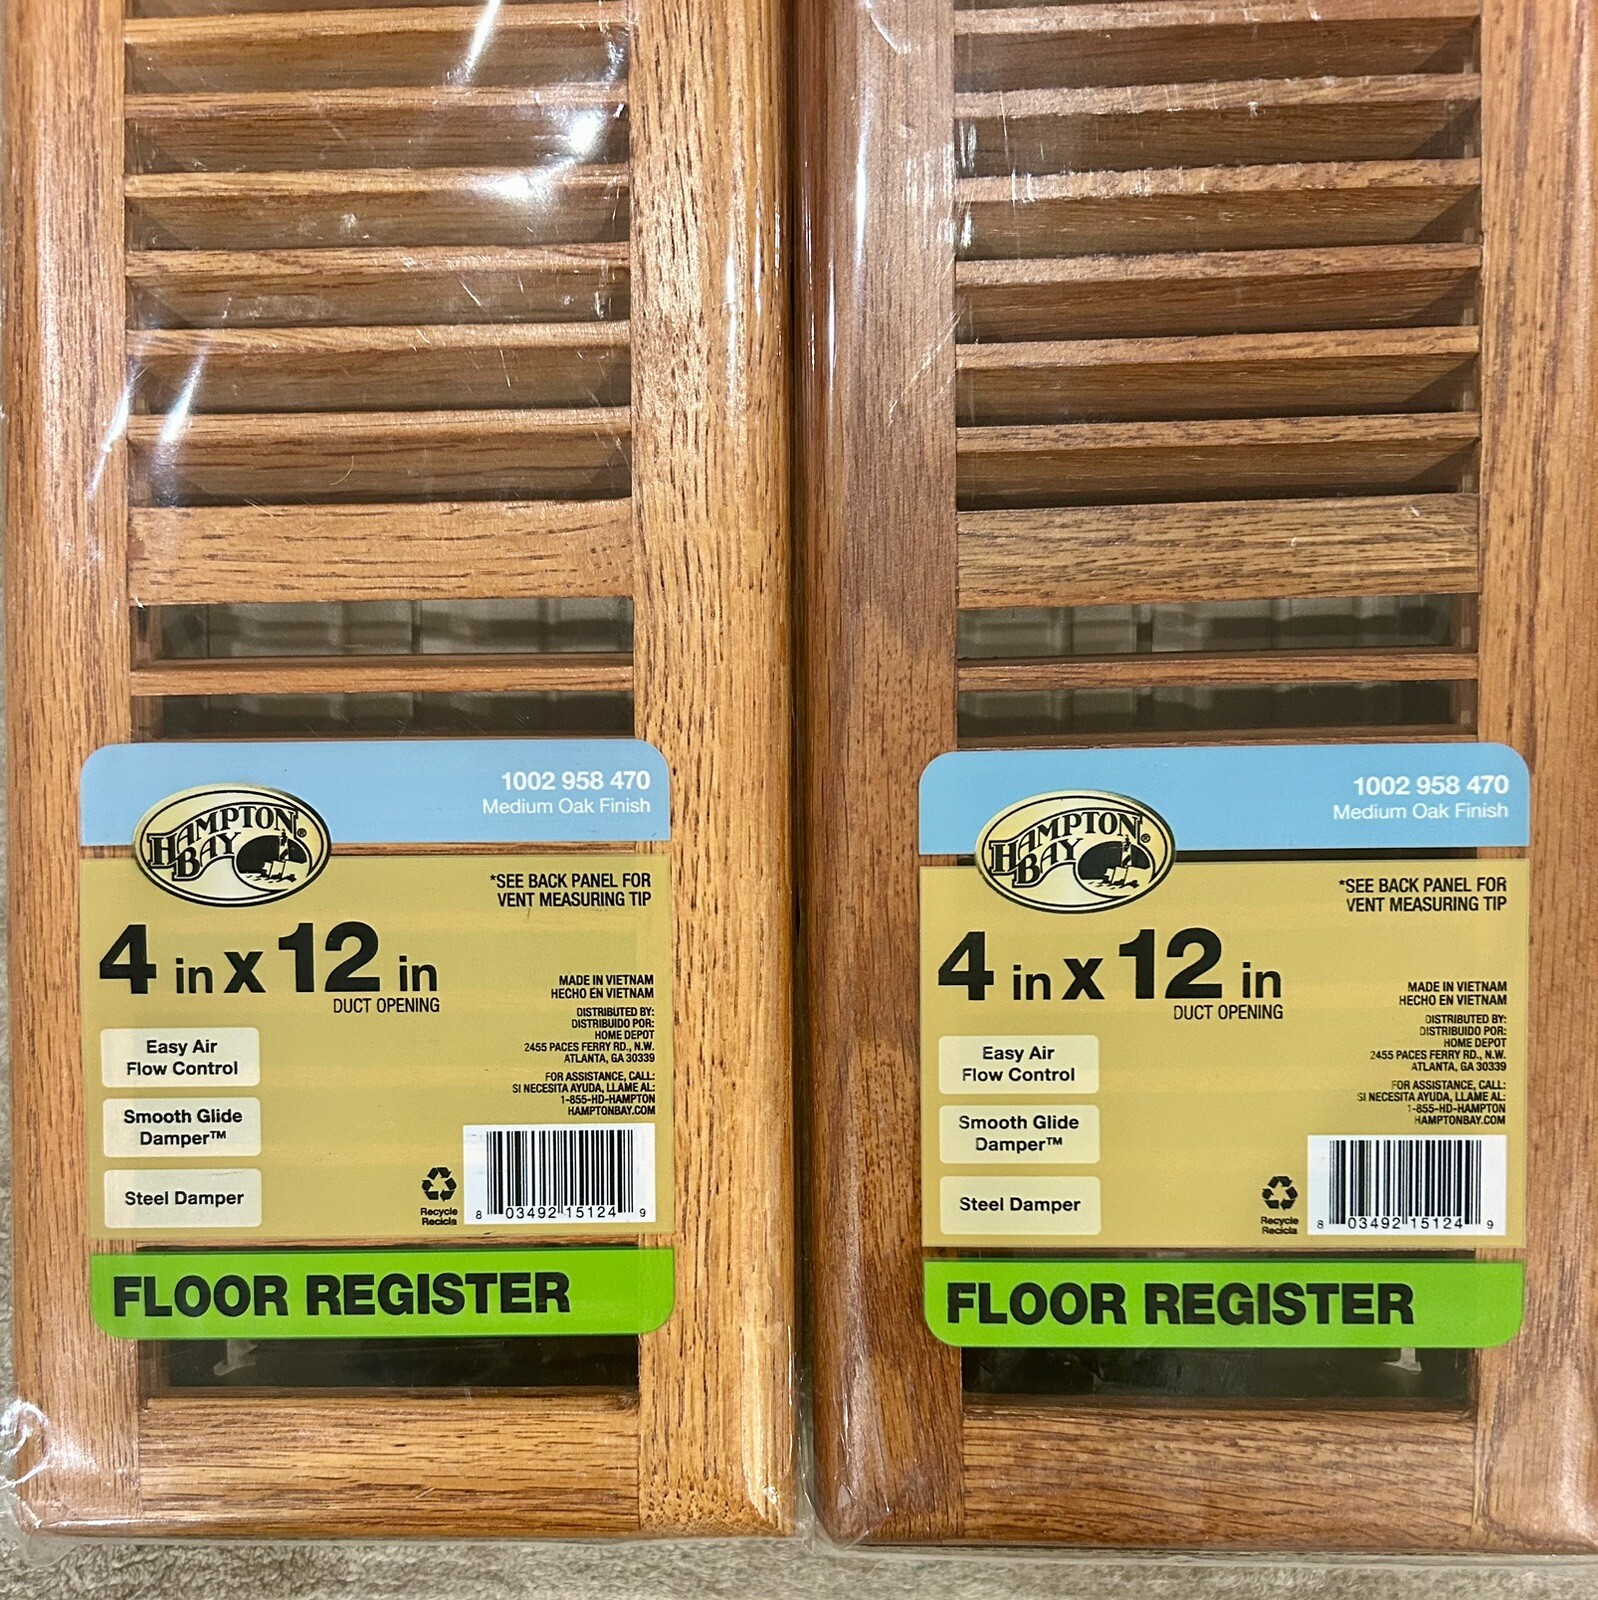 1002 958 470
Medium Oak Finish
HAMPTON
BAY®
*SEE BACK PANEL FOR
VENT MEASURING TIP
4 in x 12 in
DUCT OPENING
MADE IN VIETNAM
HECHO EN VIETNAM
DISTRIBUTED BY:
DISTRIBUIDO POR:
HOME DEPOT
2455 PACES FERRY RD., N.W.
ATLANTA, GA 30339
FOR ASSISTANCE, CALL:
SI NECESITA AYUDA, LLAME AL:
1-855-HD-HAMPTON
HAMPTONBAY.COM
Easy Air
Flow Control
Smooth Glide
Damper™
Steel Damper
Recycle
Recicla
8 03492 15124 9
FLOOR REGISTER
1002 958 470
Medium Oak Finish
HAMPTON
BAY®
*SEE BACK PANEL FOR
VENT MEASURING TIP
4 in x 12 in
DUCT OPENING
MADE IN VIETNAM
HECHO EN VIETNAM
DISTRIBUTED BY:
DISTRIBUIDO POR:
HOME DEPOT
2455 PACES FERRY RD., N.W.
ATLANTA, GA 30339
FOR ASSISTANCE, CALL:
SI NECESITA AYUDA, LLAME AL:
1-855-HD-HAMPTON
HAMPTONBAY.COM
Easy Air
Flow Control
Smooth Glide
Damper™
Steel Damper
Recycle
Recicla
8 03492 15124 9
FLOOR REGISTER